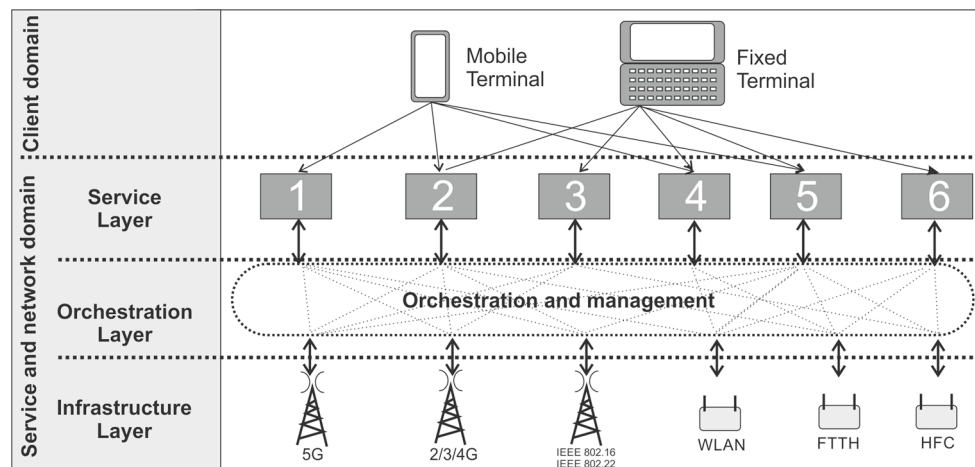 Client domain
Mobile
Terminal
Fixed
Terminal
Service and network domain
Service
Layer
1
2
3
4
5
6
Orchestration
Layer
Orchestration and management
Infrastructure
Layer
5G
2/3/4G
IEEE 802.16
IEEE 802.22
WLAN
FTTH
HFC